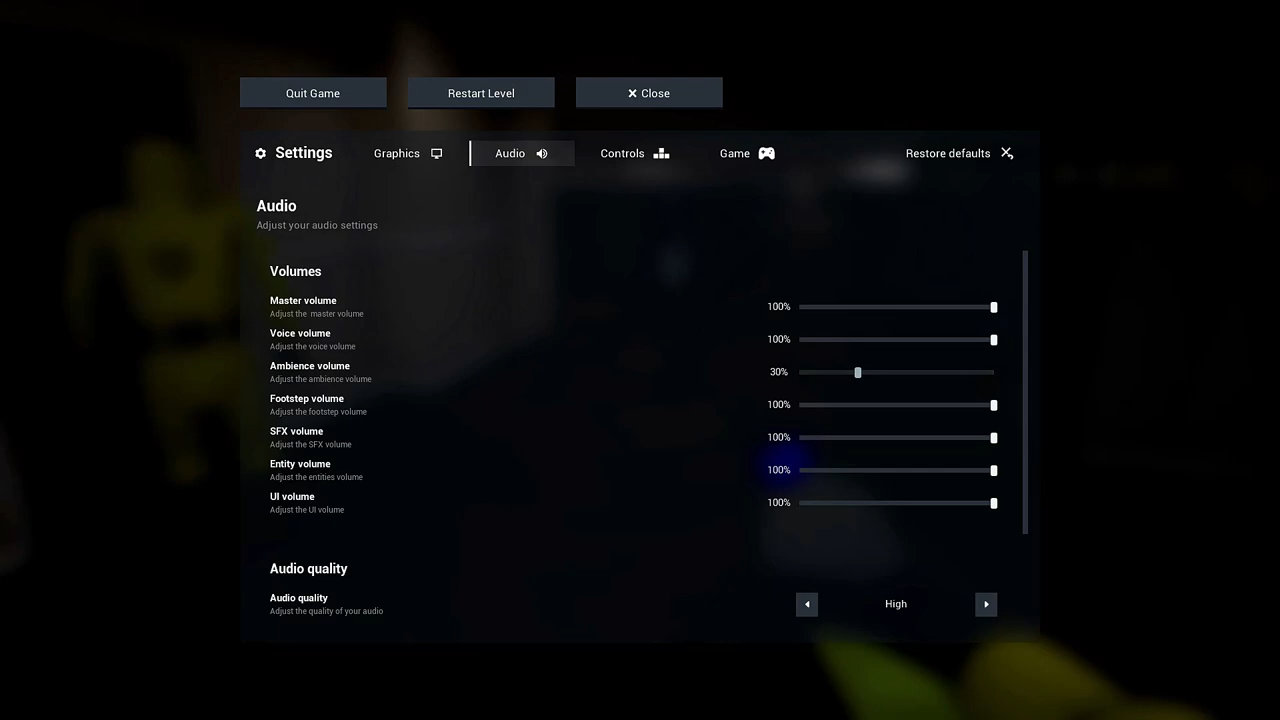 Quit Game
Restart Level
Close
Settings
Graphics
Audio
Controls
Game
Restore defaults
Audio
Adjust your audio settings
Volumes
Master volume
Adjust the master volume
100%
Voice volume
Adjust the voice volume
100%
Ambience volume
Adjust the ambience volume
30%
Footstep volume
Adjust the footstep volume
100%
SFX volume
Adjust the SFX volume
100%
Entity volume
Adjust the entities volume
100%
UI volume
Adjust the UI volume
100%
Audio quality
Audio quality
Adjust the quality of your audio
High